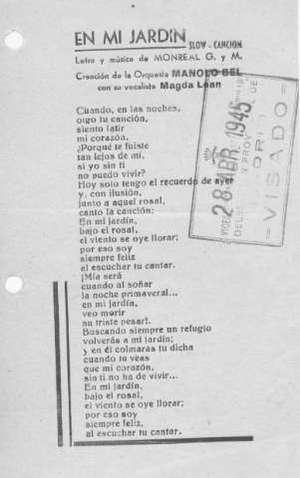 EN MI JARDIN
SLOW - CANCION
Letra y música de MONREAL G. y M.
Creación de la Orquesta MANOLO BEL
con su vocalista Magda Lean
Cuando, en las noches,
oigo tu canción,
siento latir
mi corazón.
¿Porqué te fuiste
tan lejos de mí,
si yo sin ti
no puedo vivir?
Hoy solo tengo el recuerdo de ayer
y, con ilusión,
junto a aquel rosal,
canto la canción:
En mi jardín,
bajo el rosal,
el viento se oye llorar;
por eso soy
siempre feliz
al escuchar tu cantar.
¡Mía será
cuando al soñar
la noche primaveral...
en mi jardín,
veo morir
su triste pesar!.
Buscando siempre un refugio
volverás a mi jardín;
y en él colmarás tu dicha
cuando tu veas
que mi corazón,
sin ti no ha de vivir...
En mi jardín,
bajo el rosal,
el viento se oye llorar;
por eso soy
siempre feliz,
al escuchar tu cantar.
28 ABR. 1945
= VISADO =